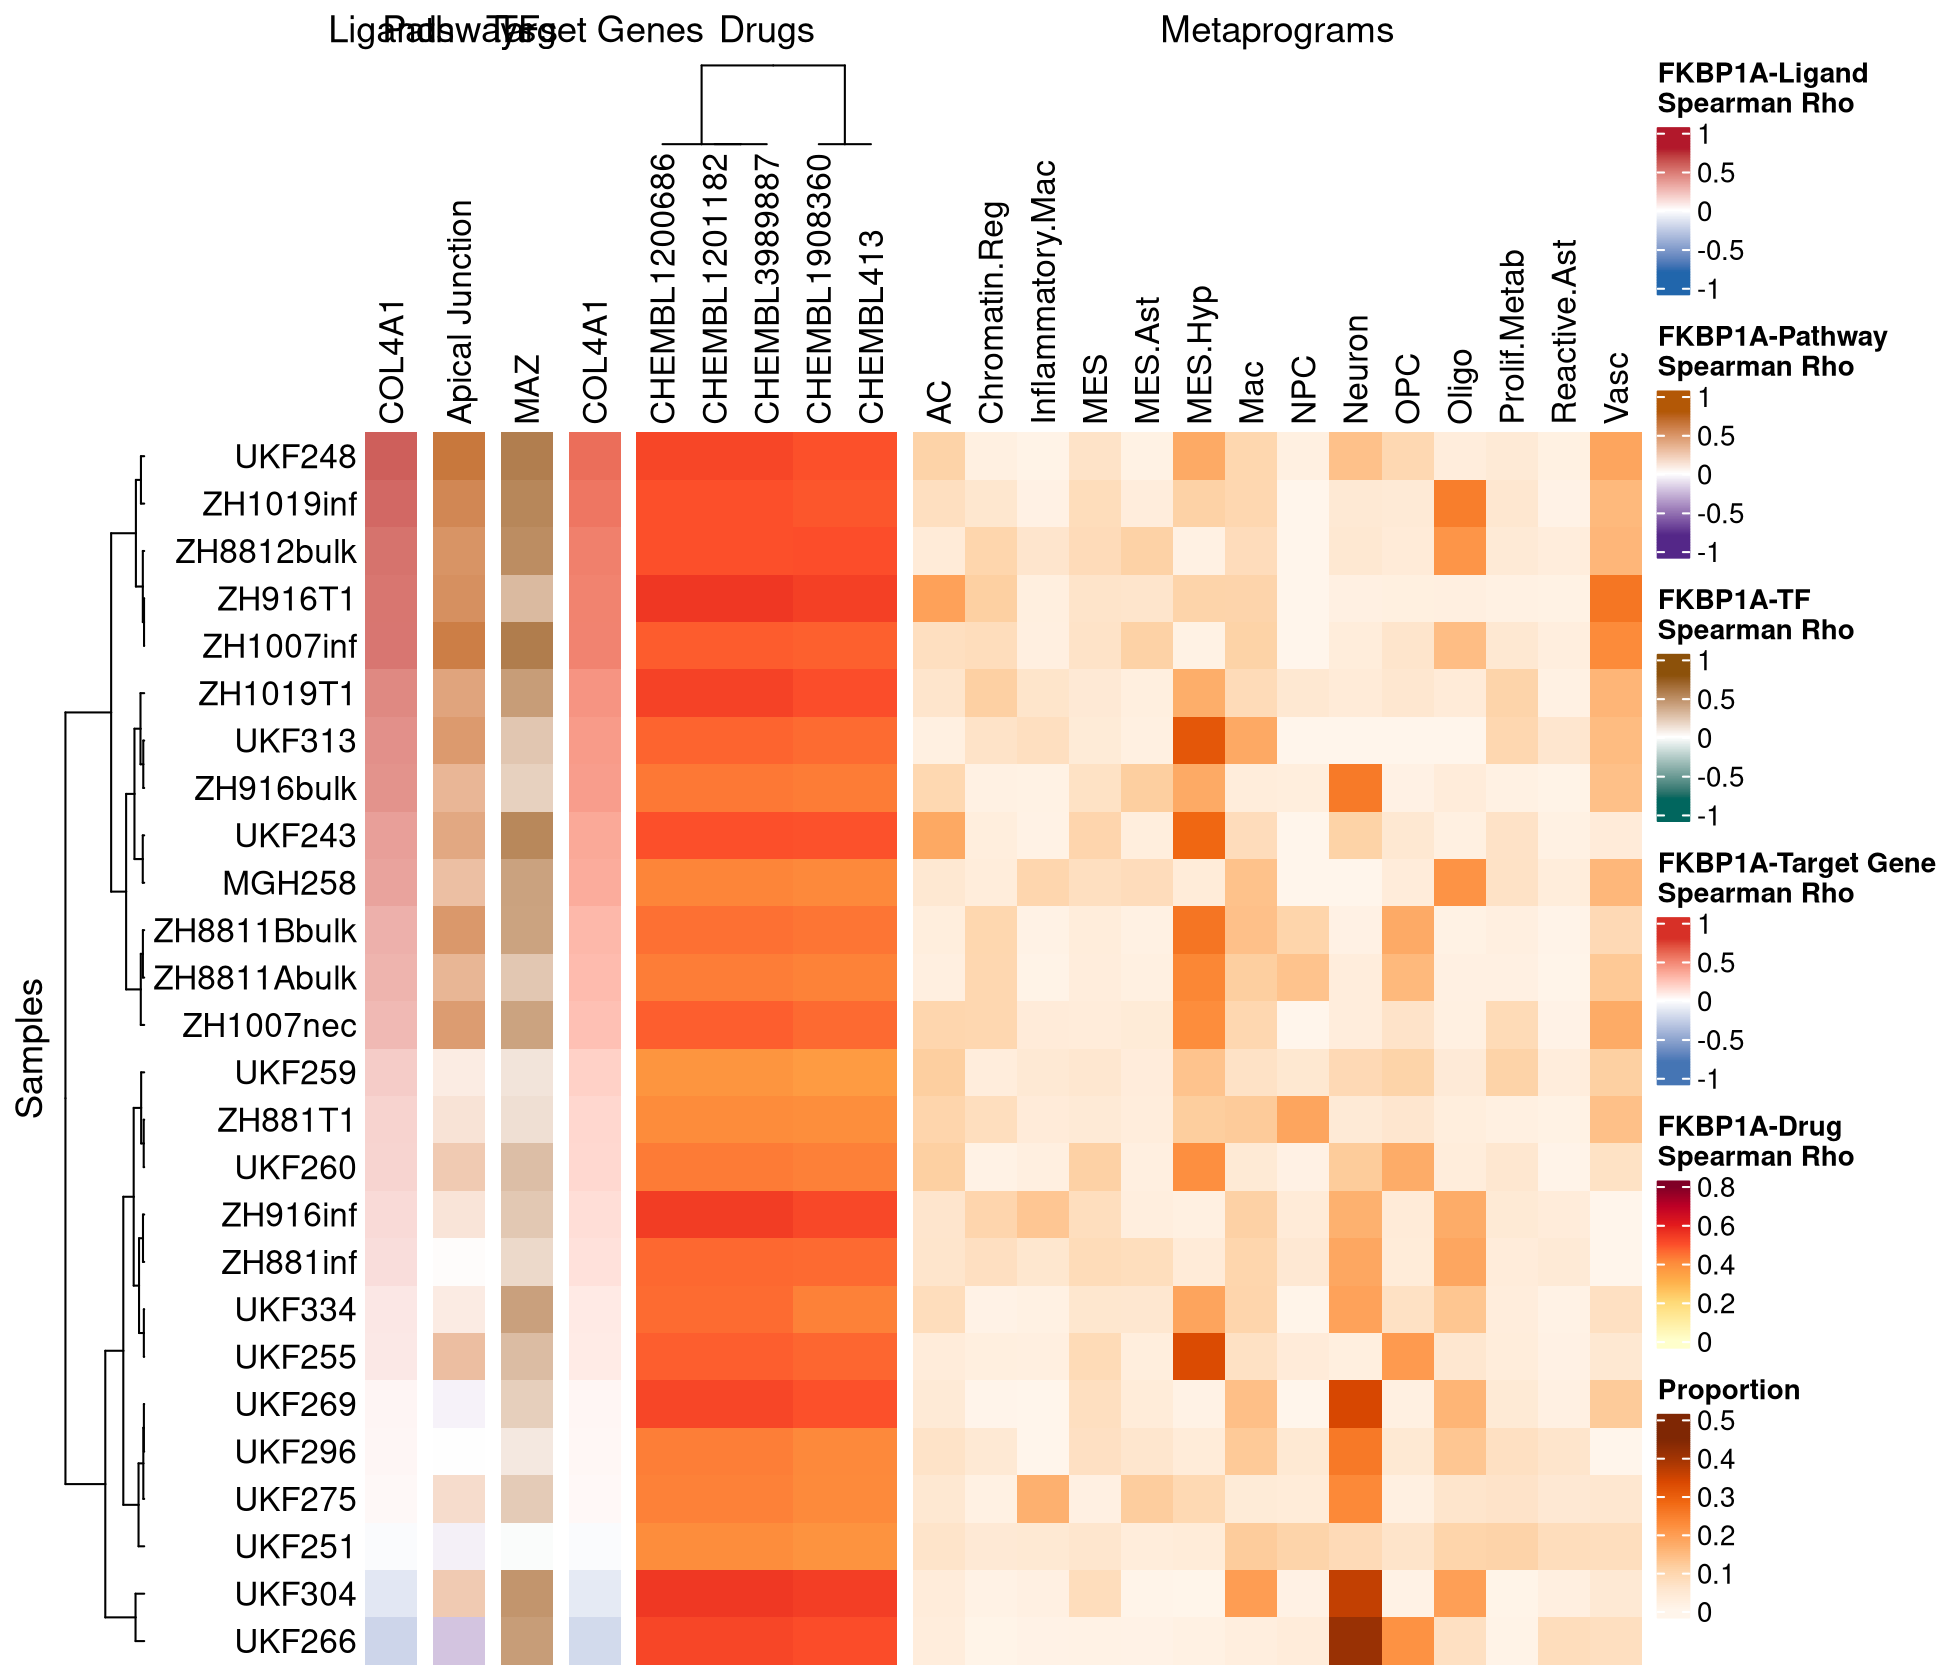 Ligands Pathways TFs Target Genes Drugs Metaprograms
COL4A1
Apical Junction
MAZ
COL4A1
CHEMBL1200686
CHEMBL1201182
CHEMBL3989887
CHEMBL1908360
CHEMBL413
AC
Chromatin.Reg
Inflammatory.Mac
MES
MES.Ast
MES.Hyp
Mac
NPC
Neuron
OPC
Oligo
Prolif.Metab
Reactive.Ast
Vasc
Samples
UKF248
ZH1019inf
ZH8812bulk
ZH916T1
ZH1007inf
ZH1019T1
UKF313
ZH916bulk
UKF243
MGH258
ZH8811Bbulk
ZH8811Abulk
ZH1007nec
UKF259
ZH881T1
UKF260
ZH916inf
ZH881inf
UKF334
UKF255
UKF269
UKF296
UKF275
UKF251
UKF304
UKF266
FKBP1A-Ligand
Spearman Rho
1
0.5
0
-0.5
-1
FKBP1A-Pathway
Spearman Rho
1
0.5
0
-0.5
-1
FKBP1A-TF
Spearman Rho
1
0.5
0
-0.5
-1
FKBP1A-Target Gene
Spearman Rho
1
0.5
0
-0.5
-1
FKBP1A-Drug
Spearman Rho
0.8
0.6
0.4
0.2
0
Proportion
0.5
0.4
0.3
0.2
0.1
0